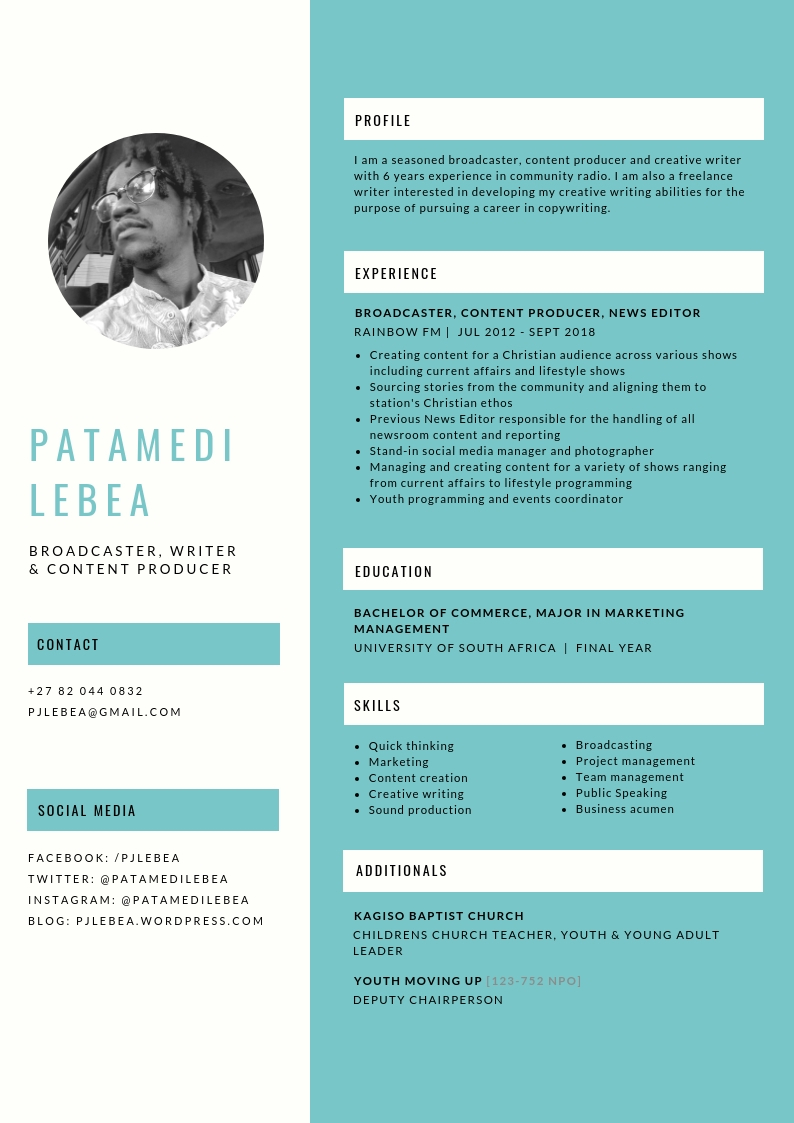 PATAMEDI
LEBEA
BROADCASTER, WRITER
& CONTENT PRODUCER
CONTACT
+27 82 044 0832
PJLEBEA@GMAIL.COM
SOCIAL MEDIA
FACEBOOK: /PJLEBEA
TWITTER: @PATAMEDILEBEA
INSTAGRAM: @PATAMEDILEBEA
BLOG: PJLEBEA.WORDPRESS.COM
PROFILE
I am a seasoned broadcaster, content producer and creative writer
with 6 years experience in community radio. I am also a freelance
writer interested in developing my creative writing abilities for the
purpose of pursuing a career in copywriting.
EXPERIENCE
BROADCASTER, CONTENT PRODUCER, NEWS EDITOR
RAINBOW FM | JUL 2012 - SEPT 2018
• Creating content for a Christian audience across various shows
including current affairs and lifestyle shows
• Sourcing stories from the community and aligning them to
station's Christian ethos
• Previous News Editor responsible for the handling of all
newsroom content and reporting
• Stand-in social media manager and photographer
• Managing and creating content for a variety of shows ranging
from current affairs to lifestyle programming
• Youth programming and events coordinator
EDUCATION
BACHELOR OF COMMERCE, MAJOR IN MARKETING
MANAGEMENT
UNIVERSITY OF SOUTH AFRICA | FINAL YEAR
SKILLS
• Quick thinking
• Marketing
• Content creation
• Creative writing
• Sound production
• Broadcasting
• Project management
• Team management
• Public Speaking
• Business acumen
ADDITIONALS
KAGISO BAPTIST CHURCH
CHILDRENS CHURCH TEACHER, YOUTH & YOUNG ADULT
LEADER
YOUTH MOVING UP [123-752 NPO]
DEPUTY CHAIRPERSON